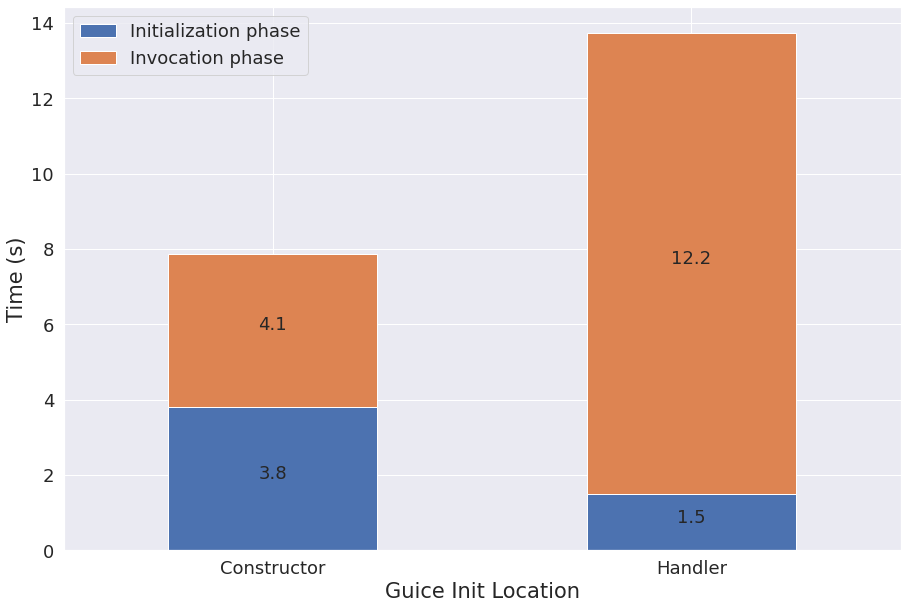 Initialization phase
Invocation phase
14
12
10
8
6
4
2
0
Time (s)
4.1
3.8
12.2
1.5
Constructor
Handler
Guice Init Location